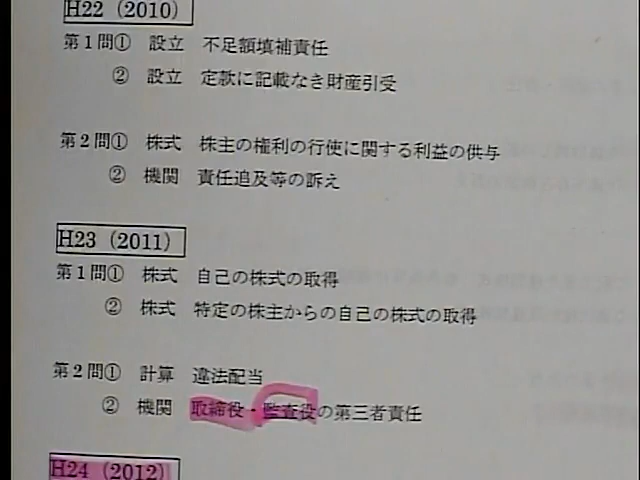 H22（2010）
第1問① 設立 不足額填補責任
② 設立 定款に記載なき財産引受
第2問① 株式 株主の権利の行使に関する利益の供与
② 機関 責任追及等の訴え
H23（2011）
第1問① 株式 自己の株式の取得
② 株式 特定の株主からの自己の株式の取得
第2問① 計算 違法配当
② 機関 取締役・監査役の第三者責任
H24（2012）